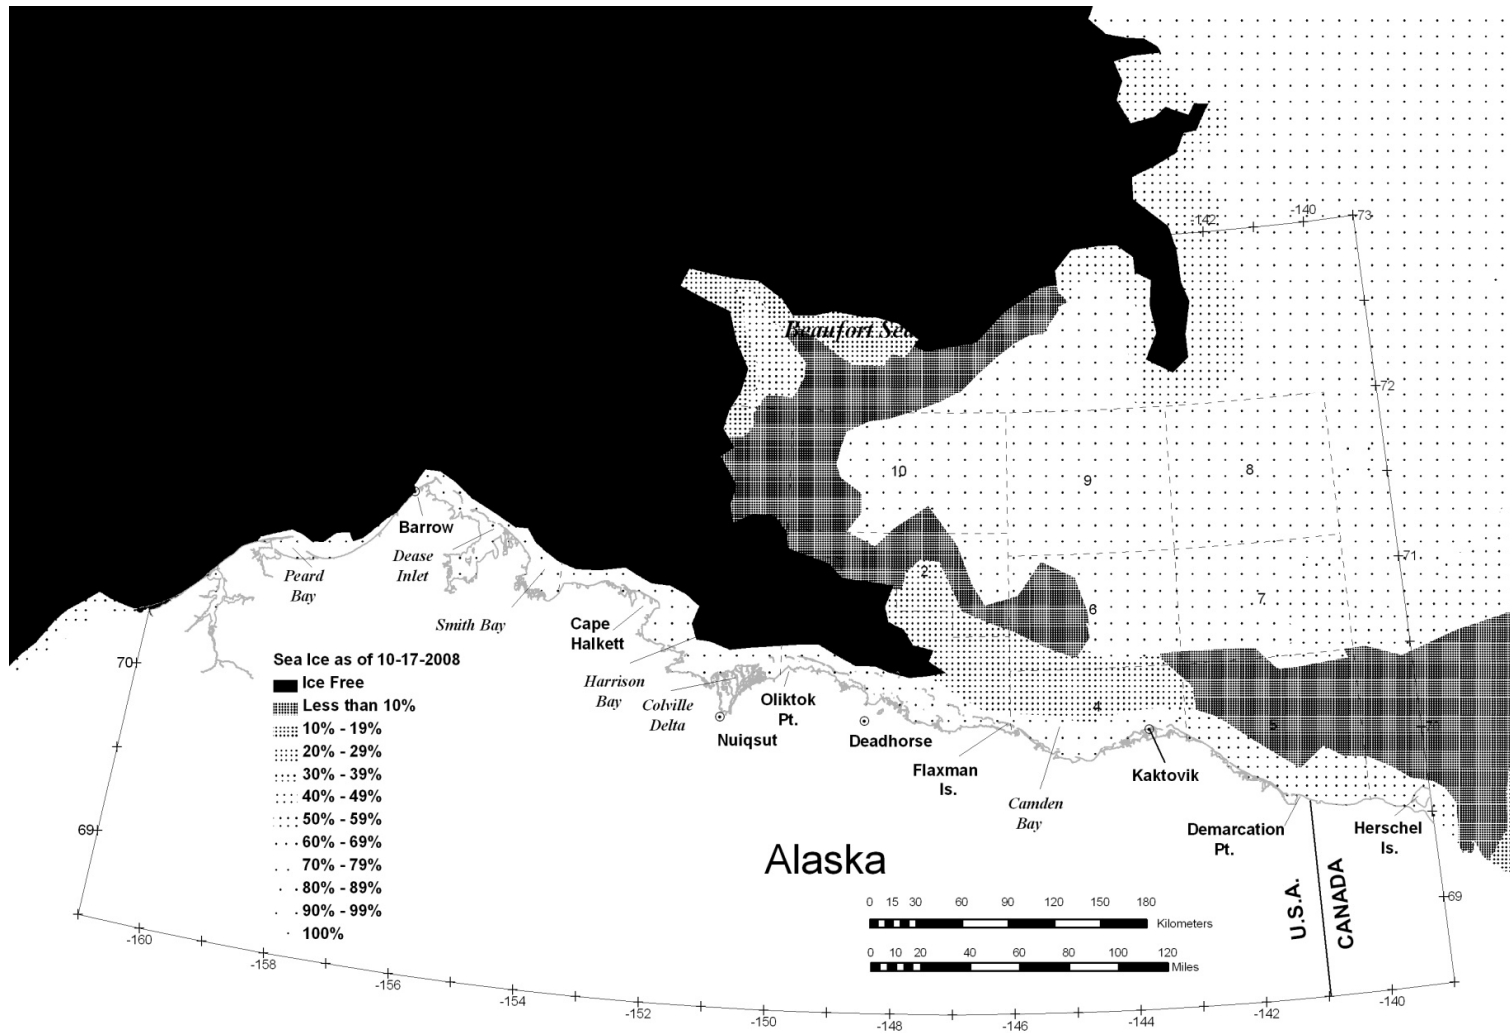 -142
-140
73
Beaufort Sea
72
10
9
8
Barrow
Dease
Inlet
71
Peard
Bay
2
6
7
Smith Bay
Cape
Halkett
70
Sea Ice as of 10-17-2008
Ice Free
Less than 10%
10% - 19%
20% - 29%
30% - 39%
40% - 49%
50% - 59%
60% - 69%
70% - 79%
80% - 89%
90% - 99%
100%
Harrison
Bay
Colville
Delta
Oliktok
Pt.
4
5
70
Nuiqsut
Deadhorse
Flaxman
Is.
Kaktovik
Camden
Bay
Demarcation
Pt.
Herschel
Is.
69
Alaska
U.S.A.
CANADA
69
0 15 30 60 90 120 150 180
Kilometers
0 10 20 40 60 80 100 120
Miles
-160
-158
-156
-154
-152
-150
-148
-146
-144
-142
-140